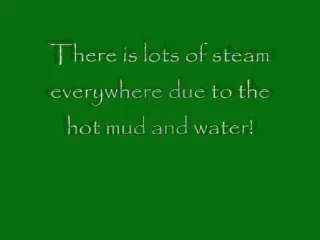 There is lots of steam
everywhere due to the
hot mud and water!